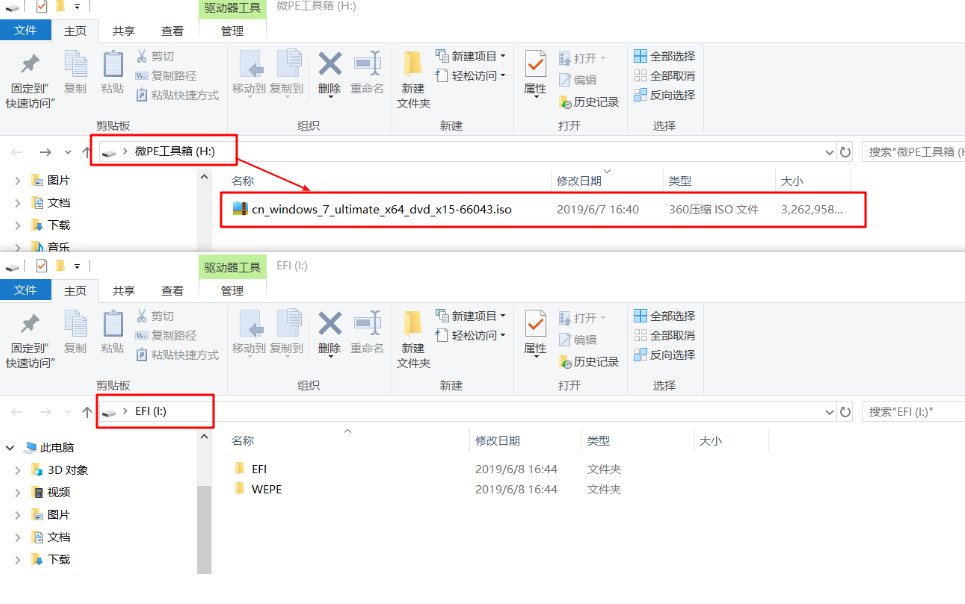 驱动器工具 微PE工具箱 (H:)
文件 主页 共享 查看 管理
固定到"快速访问" 复制 粘贴 剪切 复制路径 粘贴快捷方式
移动到 复制到 删除 重命名 新建文件夹 新建项目 轻松访问
属性 打开 编辑 历史记录 全部选择 全部取消 反向选择
剪贴板 组织 新建 打开 选择
微PE工具箱 (H:) 搜索"微PE工具箱 (H
图片
文档
下载
音乐
名称 修改日期 类型 大小
cn_windows_7_ultimate_x64_dvd_x15-66043.iso 2019/6/7 16:40 360压缩 ISO 文件 3,262,958...
驱动器工具 EFI (I:)
文件 主页 共享 查看 管理
固定到"快速访问" 复制 粘贴 剪切 复制路径 粘贴快捷方式
移动到 复制到 删除 重命名 新建文件夹 新建项目 轻松访问
属性 打开 编辑 历史记录 全部选择 全部取消 反向选择
剪贴板 组织 新建 打开 选择
EFI (I:) 搜索"EFI (I:)"
此电脑
3D 对象
视频
图片
文档
下载
名称 修改日期 类型 大小
EFI 2019/6/8 16:44 文件夹
WEPE 2019/6/8 16:44 文件夹